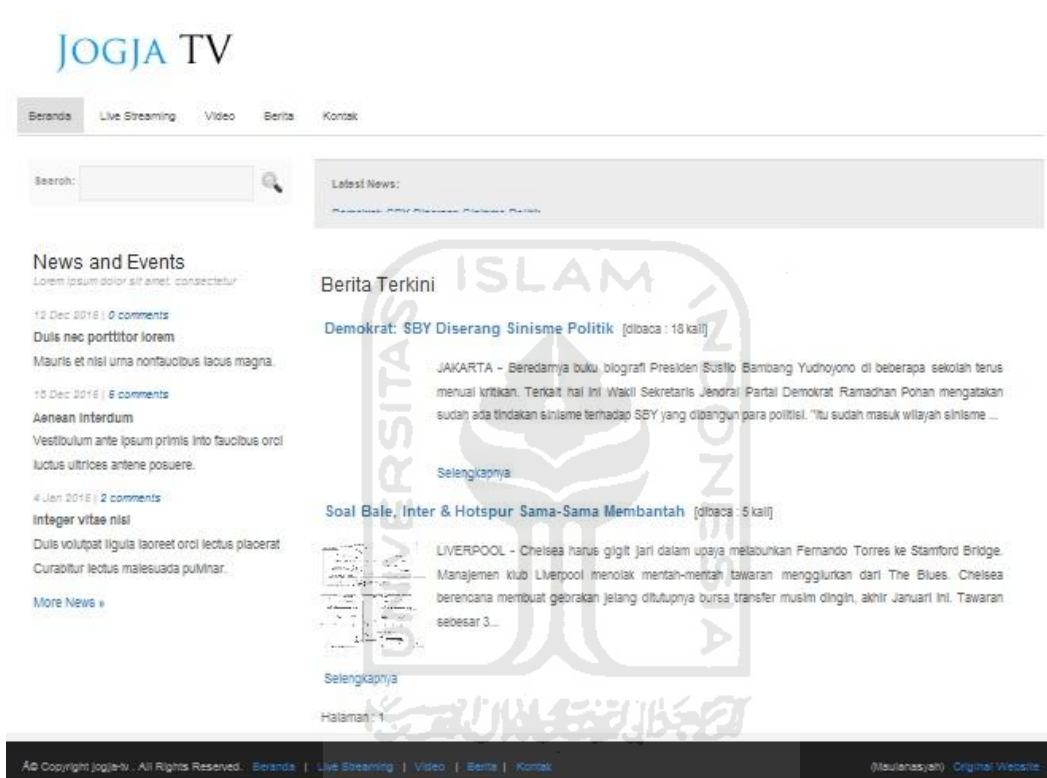 JOGJA TV
Beranda Live Streaming Video Berita Kontak
Search:
Latest News:
Demokrat: SBY Diserang Sinisme Politik
News and Events
Lorem ipsum dolor sit amet, consectetur
12 Dec 2016 | 0 comments
Duis nec porttitor lorem
Mauris et nisl urna nonfaucibus lacus magna.
15 Dec 2016 | 5 comments
Aenean interdum
Vestibulum ante ipsum primis into faucibus orci
luctus ultrices antene posuere.
4 Jan 2016 | 2 comments
Integer vitae nisl
Duis volutpat ligula laoreet orci lectus placerat
Curabitur lectus malesuada pulvinar.
More News »
Berita Terkini
Demokrat: SBY Diserang Sinisme Politik [dibaca : 18 kali]
JAKARTA - Beredarnya buku biografi Presiden Susilo Bambang Yudhoyono di beberapa sekolah terus
menuai kritikan. Terkait hal ini Wakil Sekretaris Jendral Partai Demokrat Ramadhan Pohan mengatakan
sudah ada tindakan sinisme terhadap SBY yang dibangun para politisi. "Itu sudah masuk wilayah sinisme ...
Selengkapnya
Soal Bale, Inter & Hotspur Sama-Sama Membantah [dibaca : 5 kali]
LIVERPOOL - Chelsea harus gigit jari dalam upaya melabuhkan Fernando Torres ke Stamford Bridge.
Manajemen klub Liverpool menolak mentah-mentah tawaran menggiurkan dari The Blues. Chelsea
berencana membuat gebrakan jelang ditutupnya bursa transfer musim dingin, akhir Januari ini. Tawaran
sebesar 3...
Selengkapnya
Halaman : 1
Â© Copyright jogja-tv . All Rights Reserved. Beranda | Live Streaming | Video | Berita | Kontak
(Maulanasyah) Original Website
UNIVERSITAS ISLAM INDONESIA